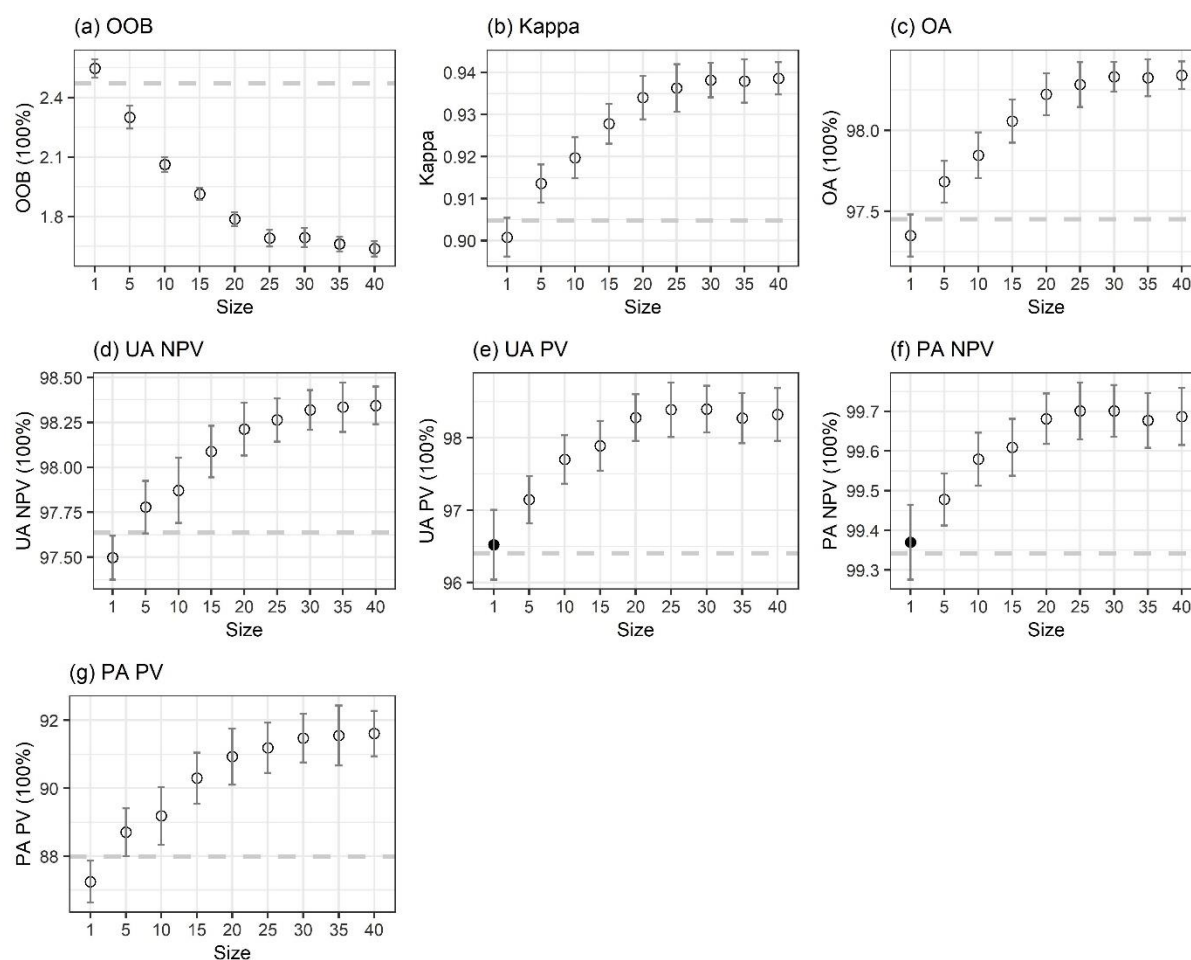 (a) OOB
OOB (100%)
2.4
2.1
1.8
1 5 10 15 20 25 30 35 40
Size
(b) Kappa
Kappa
0.94
0.93
0.92
0.91
0.90
1 5 10 15 20 25 30 35 40
Size
(c) OA
OA (100%)
98.0
97.5
1 5 10 15 20 25 30 35 40
Size
(d) UA NPV
UA NPV (100%)
98.50
98.25
98.00
97.75
97.50
1 5 10 15 20 25 30 35 40
Size
(e) UA PV
UA PV (100%)
98
97
96
1 5 10 15 20 25 30 35 40
Size
(f) PA NPV
PA NPV (100%)
99.7
99.6
99.5
99.4
99.3
1 5 10 15 20 25 30 35 40
Size
(g) PA PV
PA PV (100%)
92
90
88
1 5 10 15 20 25 30 35 40
Size